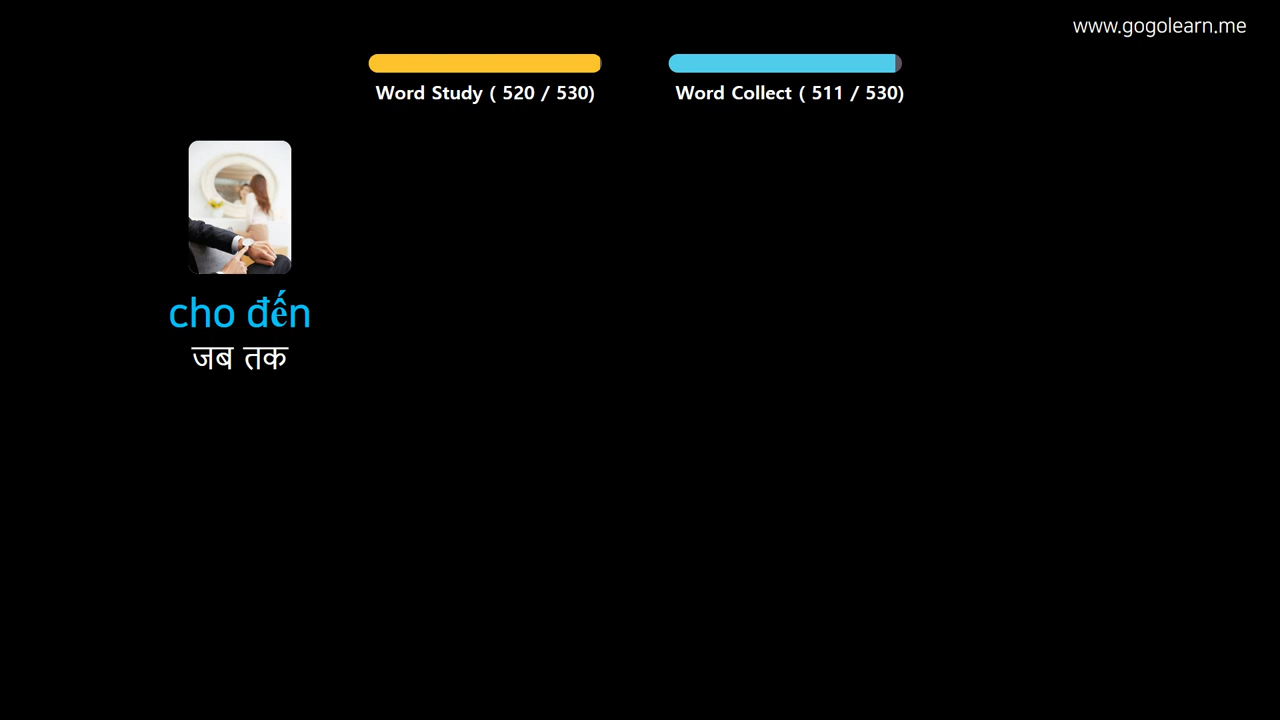 www.gogolearn.me
Word Study ( 520 / 530)
Word Collect ( 511 / 530)
cho đến
जब तक